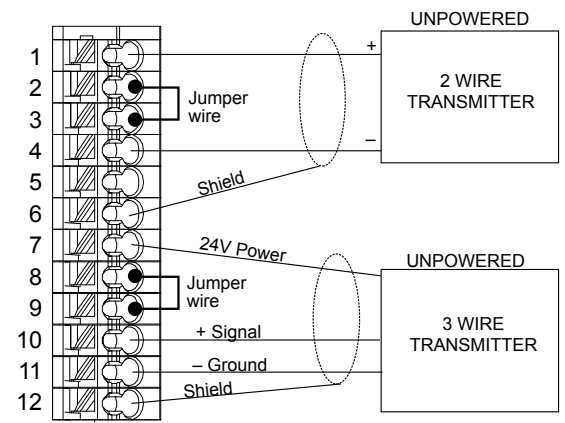 UNPOWERED
1
+
2
3
Jumper
wire
2 WIRE
TRANSMITTER
4
–
5
Shield
6
7
24V Power
UNPOWERED
8
9
Jumper
wire
10
+ Signal
3 WIRE
TRANSMITTER
11
– Ground
12
Shield